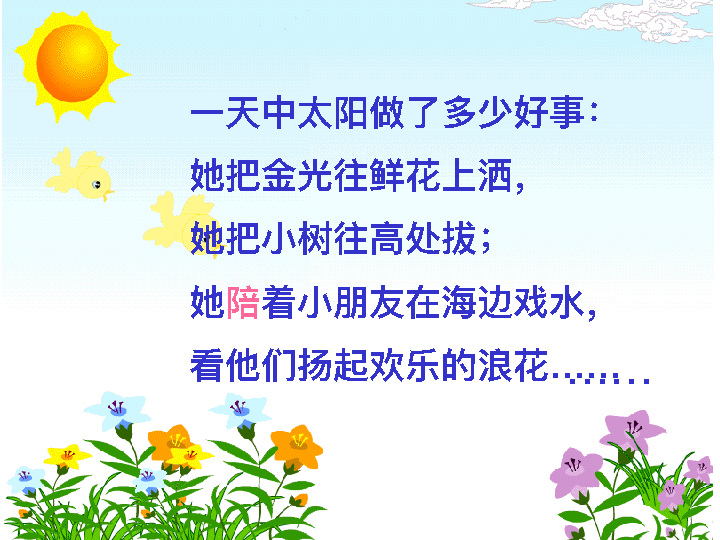 一天中太阳做了多少好事：
她把金光往鲜花上洒，
她把小树往高处拔；
她陪着小朋友在海边戏水，
看他们扬起欢乐的浪花……...